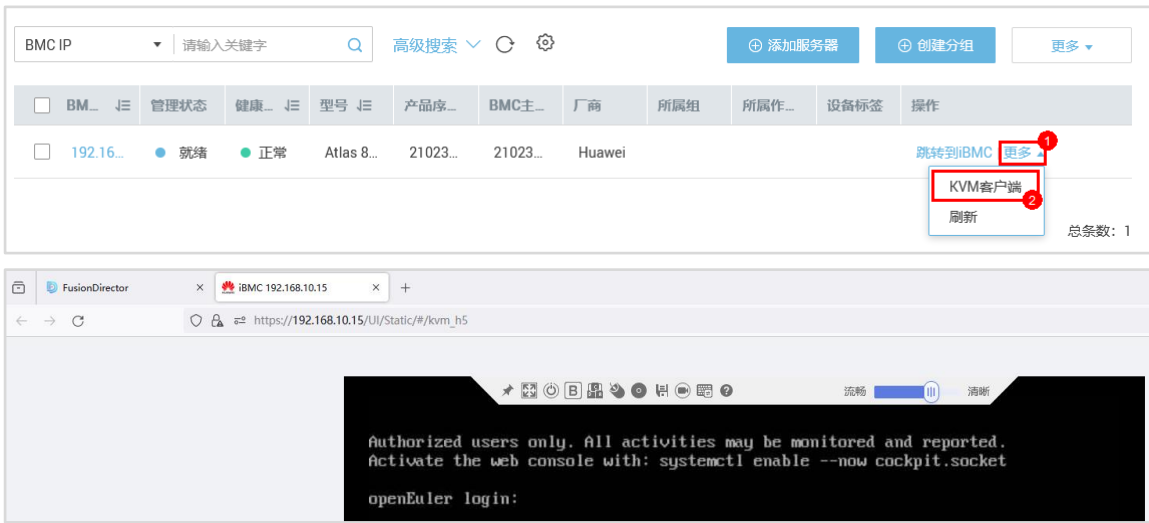 BMC IP 请输入关键字 高级搜索 添加服务器 创建分组 更多
BM... 管理状态 健康... 型号 产品序... BMC主... 厂商 所属组 所属作... 设备标签 操作
192.16... 就绪 正常 Atlas 8... 21023... 21023... Huawei 跳转到iBMC 更多 1
KVM客户端 2
刷新
总条数：1
FusionDirector × iBMC 192.168.10.15 × +
https://192.168.10.15/UI/Static/#/kvm_h5
B 流畅 清晰
Authorized users only. All activities may be monitored and reported.
Activate the web console with: systemctl enable --now cockpit.socket
openEuler login: